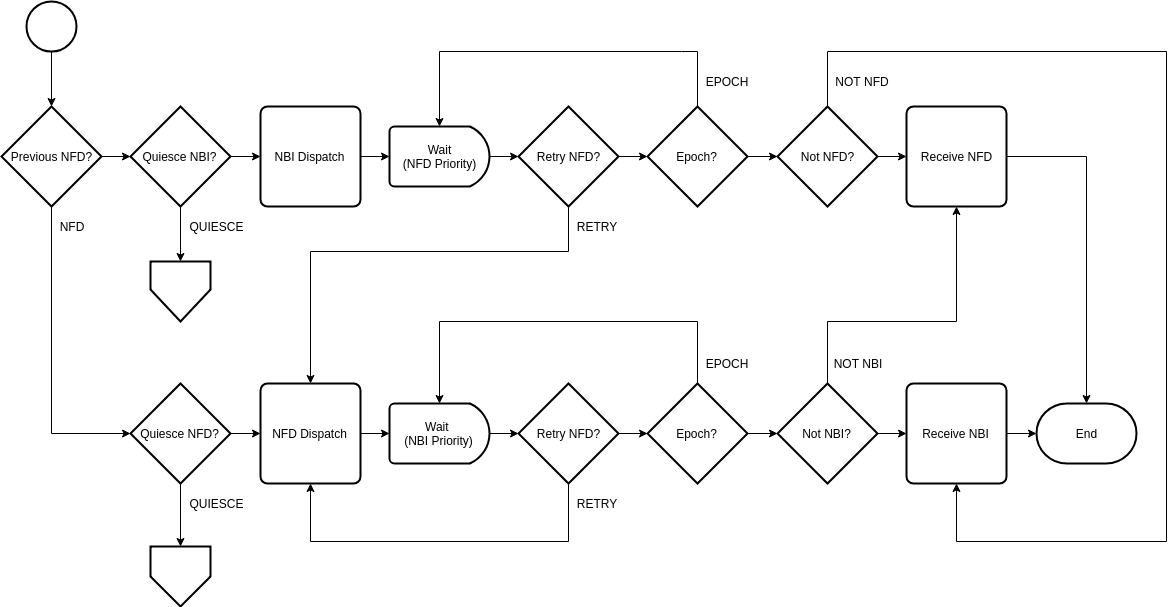 EPOCH
NOT NFD
Previous NFD?
Quiesce NBI?
NBI Dispatch
Wait
(NFD Priority)
Retry NFD?
Epoch?
Not NFD?
Receive NFD
NFD
QUIESCE
RETRY
EPOCH
NOT NBI
Quiesce NFD?
NFD Dispatch
Wait
(NBI Priority)
Retry NFD?
Epoch?
Not NBI?
Receive NBI
End
QUIESCE
RETRY